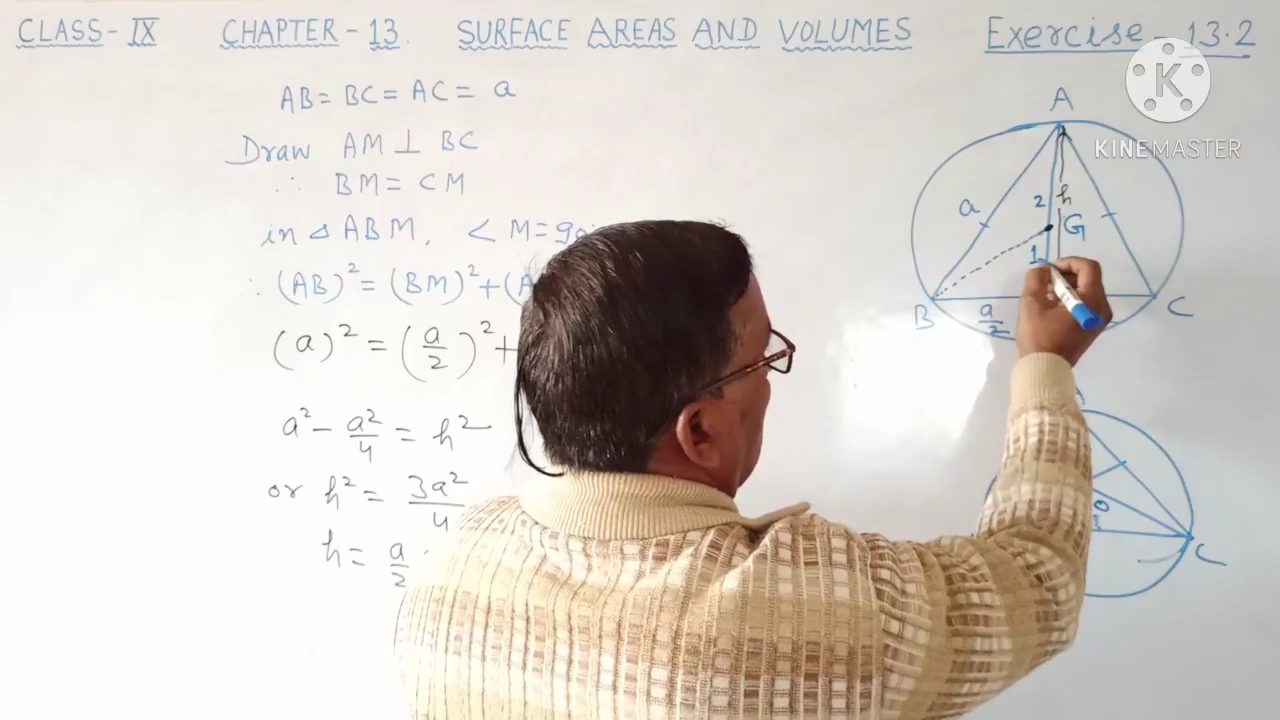 CLASS-IX CHAPTER-13. SURFACE AREAS AND VOLUMES Exercise-13.2
K
KINEMASTER
AB = BC = AC = a
Draw AM ⊥ BC
∴ BM = CM
in △ ABM, < M = 90
∴ (AB)² = (BM)² + (A
(a)² = (a/2)² +
a² - a²/4 = h²
or h² = 3a²/4
h = a/2
A
a
2
h
G
1
B
a/2
C
O
C